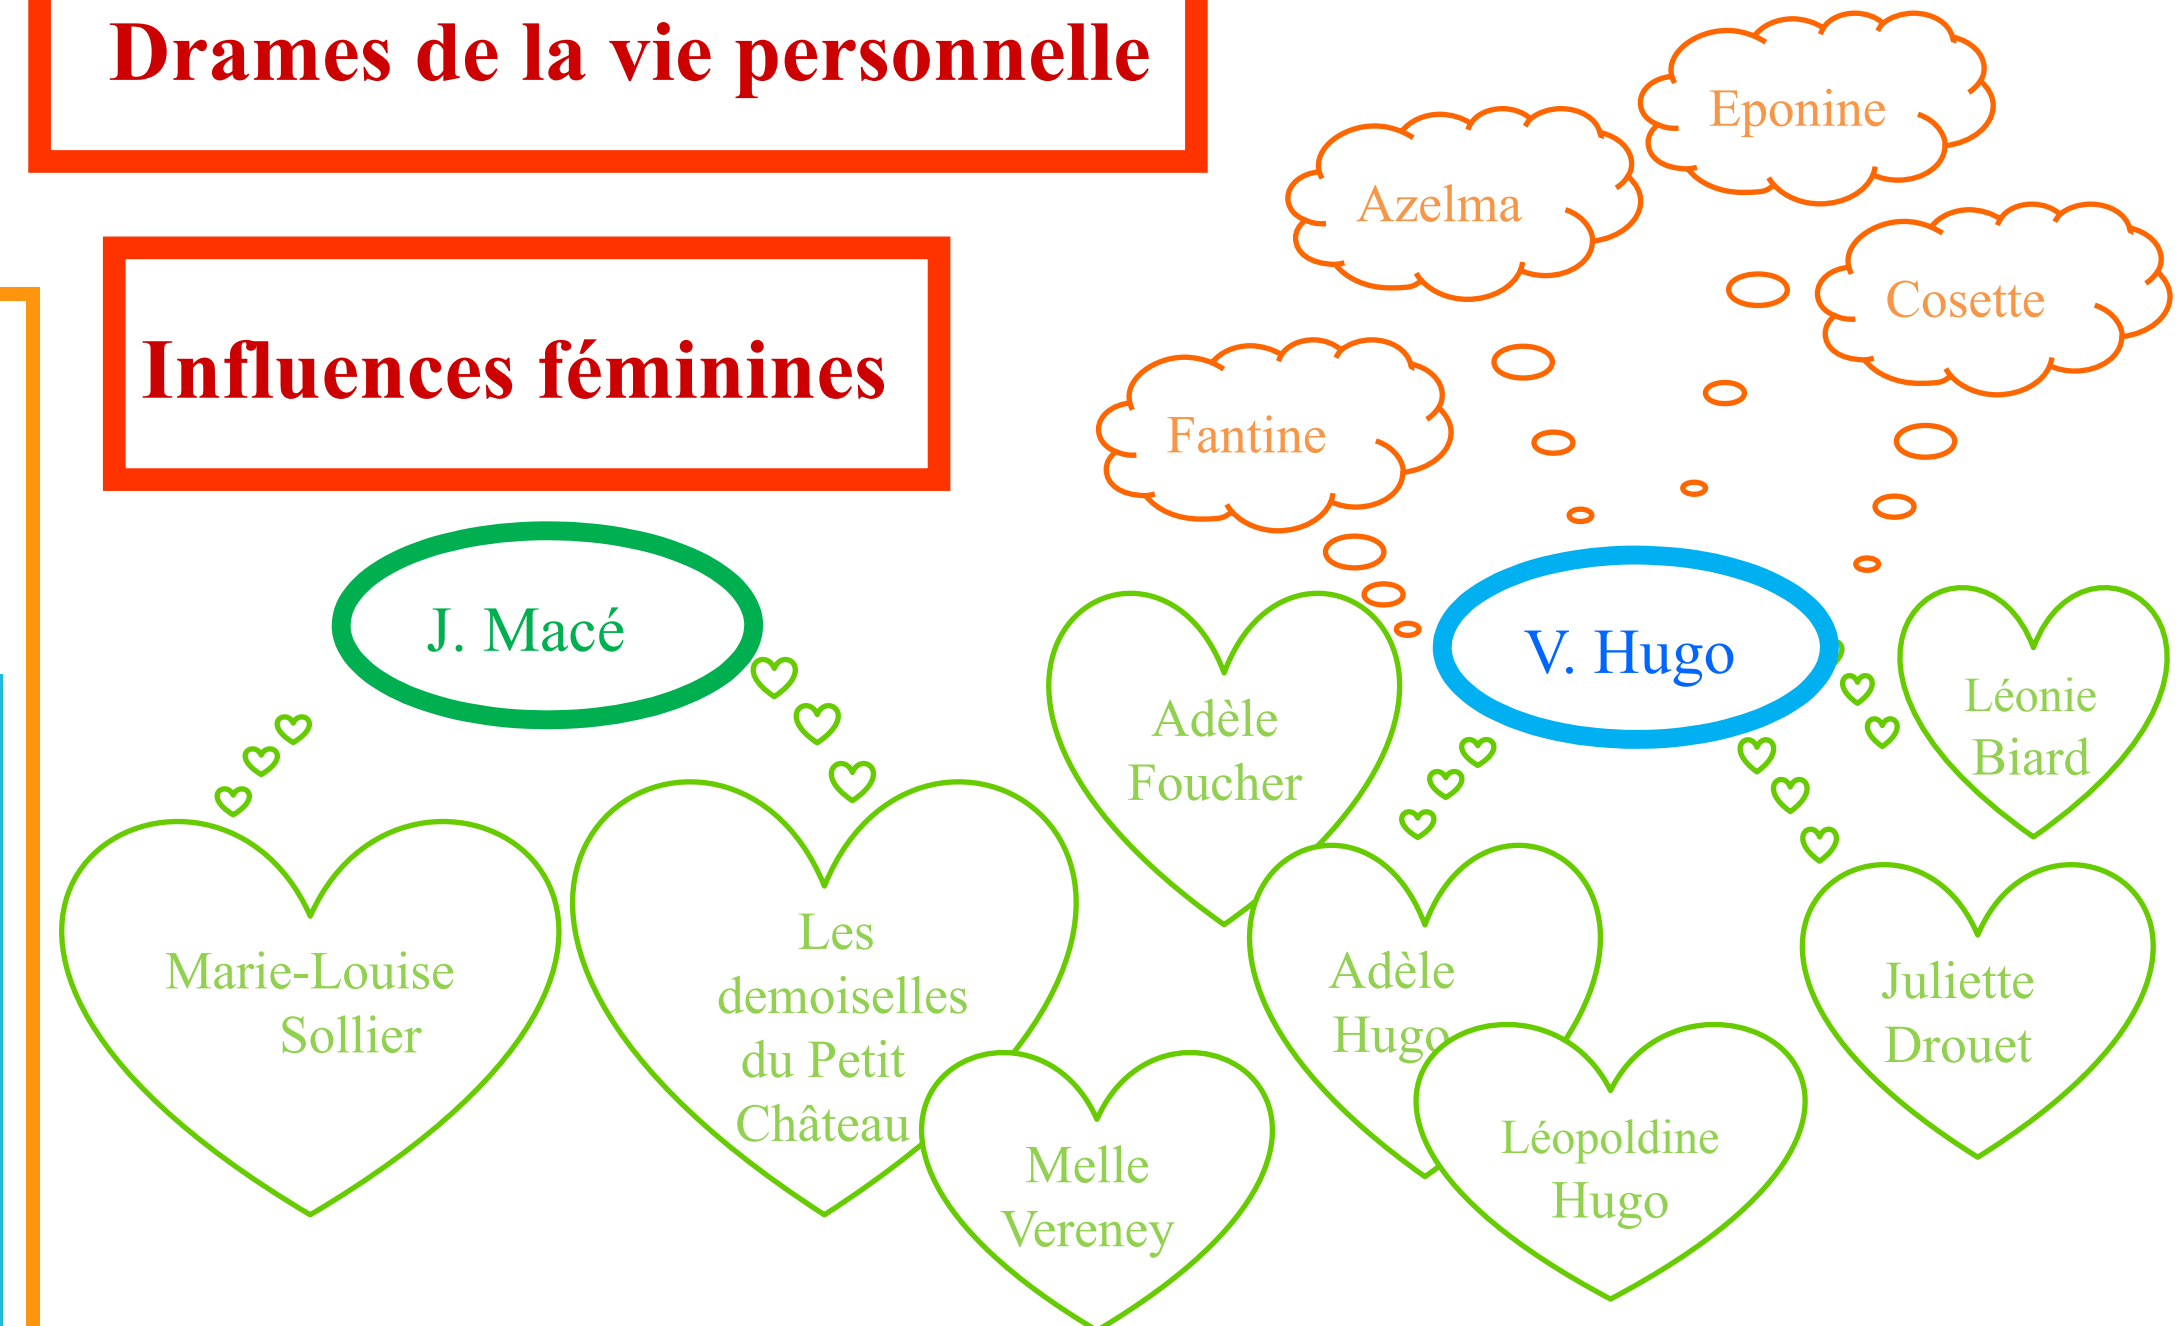 Drames de la vie personnelle
Influences féminines
Eponine
Azelma
Cosette
Fantine
J. Macé
V. Hugo
Marie-Louise
Sollier
Les
demoiselles
du Petit
Château
Melle
Vereney
Adèle
Foucher
Adèle
Hugo
Léopoldine
Hugo
Juliette
Drouet
Léonie
Biard